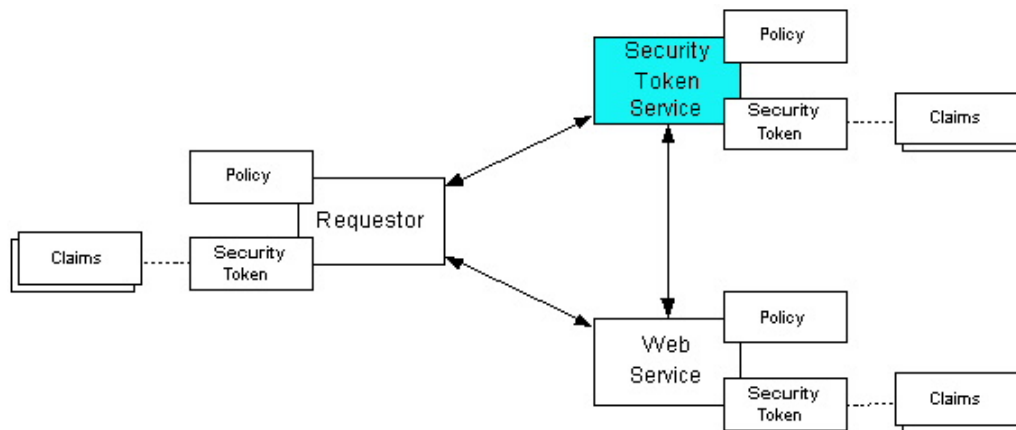 Security
Token
Service
Policy
Security
Token
Claims
Policy
Requestor
Security
Token
Claims
Web
Service
Policy
Security
Token
Claims